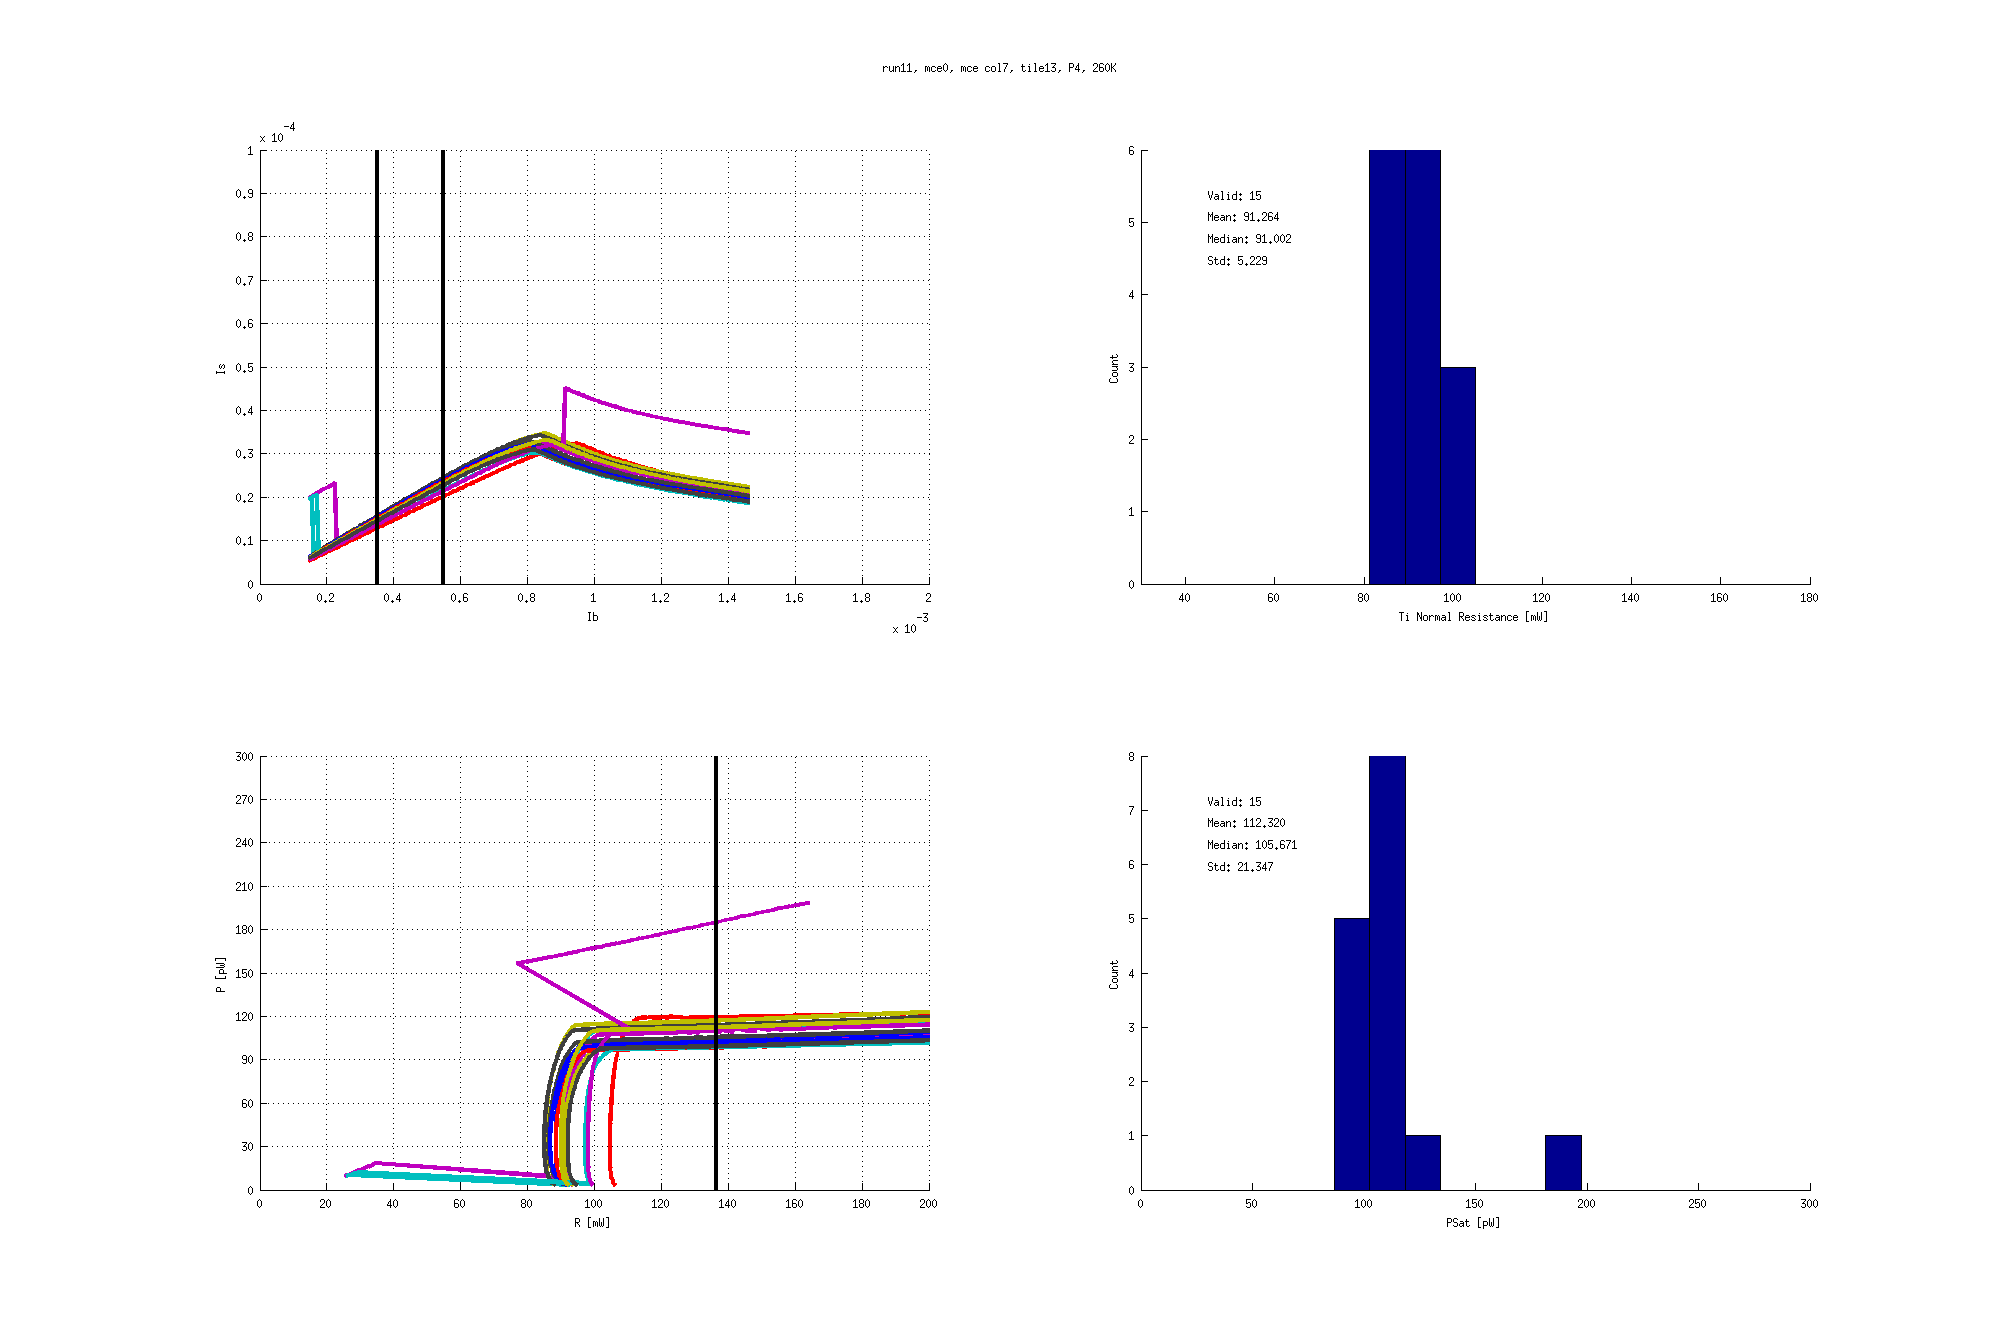 run11, mce0, mce col7, tile13, P4, 260K
x 10
-4
1
0.9
0.8
0.7
0.6
0.5
0.4
0.3
0.2
0.1
0
Is
0 0.2 0.4 0.6 0.8 1 1.2 1.4 1.6 1.8 2
Ib
x 10
-3
6
5
4
3
2
1
0
Count
Valid: 15
Mean: 91.264
Median: 91.002
Std: 5.229
40 60 80 100 120 140 160 180
Ti Normal Resistance [mW]
300
270
240
210
180
150
120
90
60
30
0
P [pW]
0 20 40 60 80 100 120 140 160 180 200
R [mW]
8
7
6
5
4
3
2
1
0
Count
Valid: 15
Mean: 112.320
Median: 105.671
Std: 21.347
0 50 100 150 200 250 300
PSat [pW]